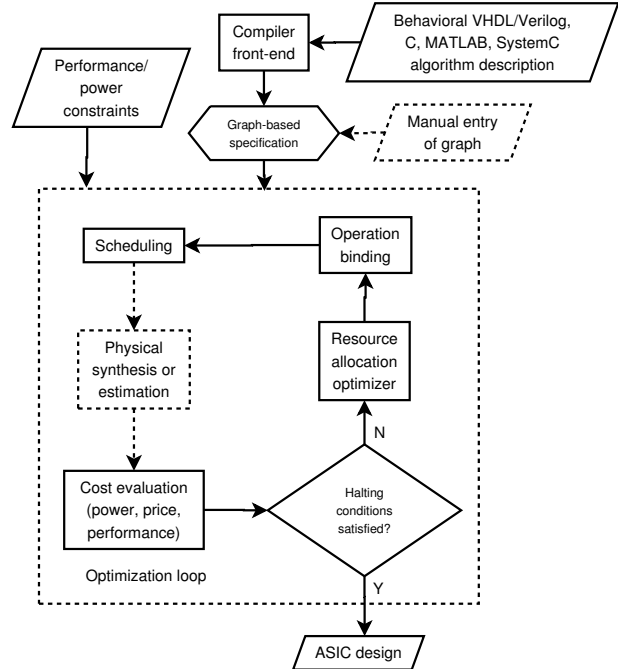 Behavioral VHDL/Verilog,
C, MATLAB, SystemC
algorithm description
Compiler
front-end
Performance/
power
constraints
Graph-based
specification
Manual entry
of graph
Scheduling
Operation
binding
Physical
synthesis or
estimation
Resource
allocation
optimizer
N
Cost evaluation
(power, price,
performance)
Halting
conditions
satisfied?
Optimization loop
Y
ASIC design